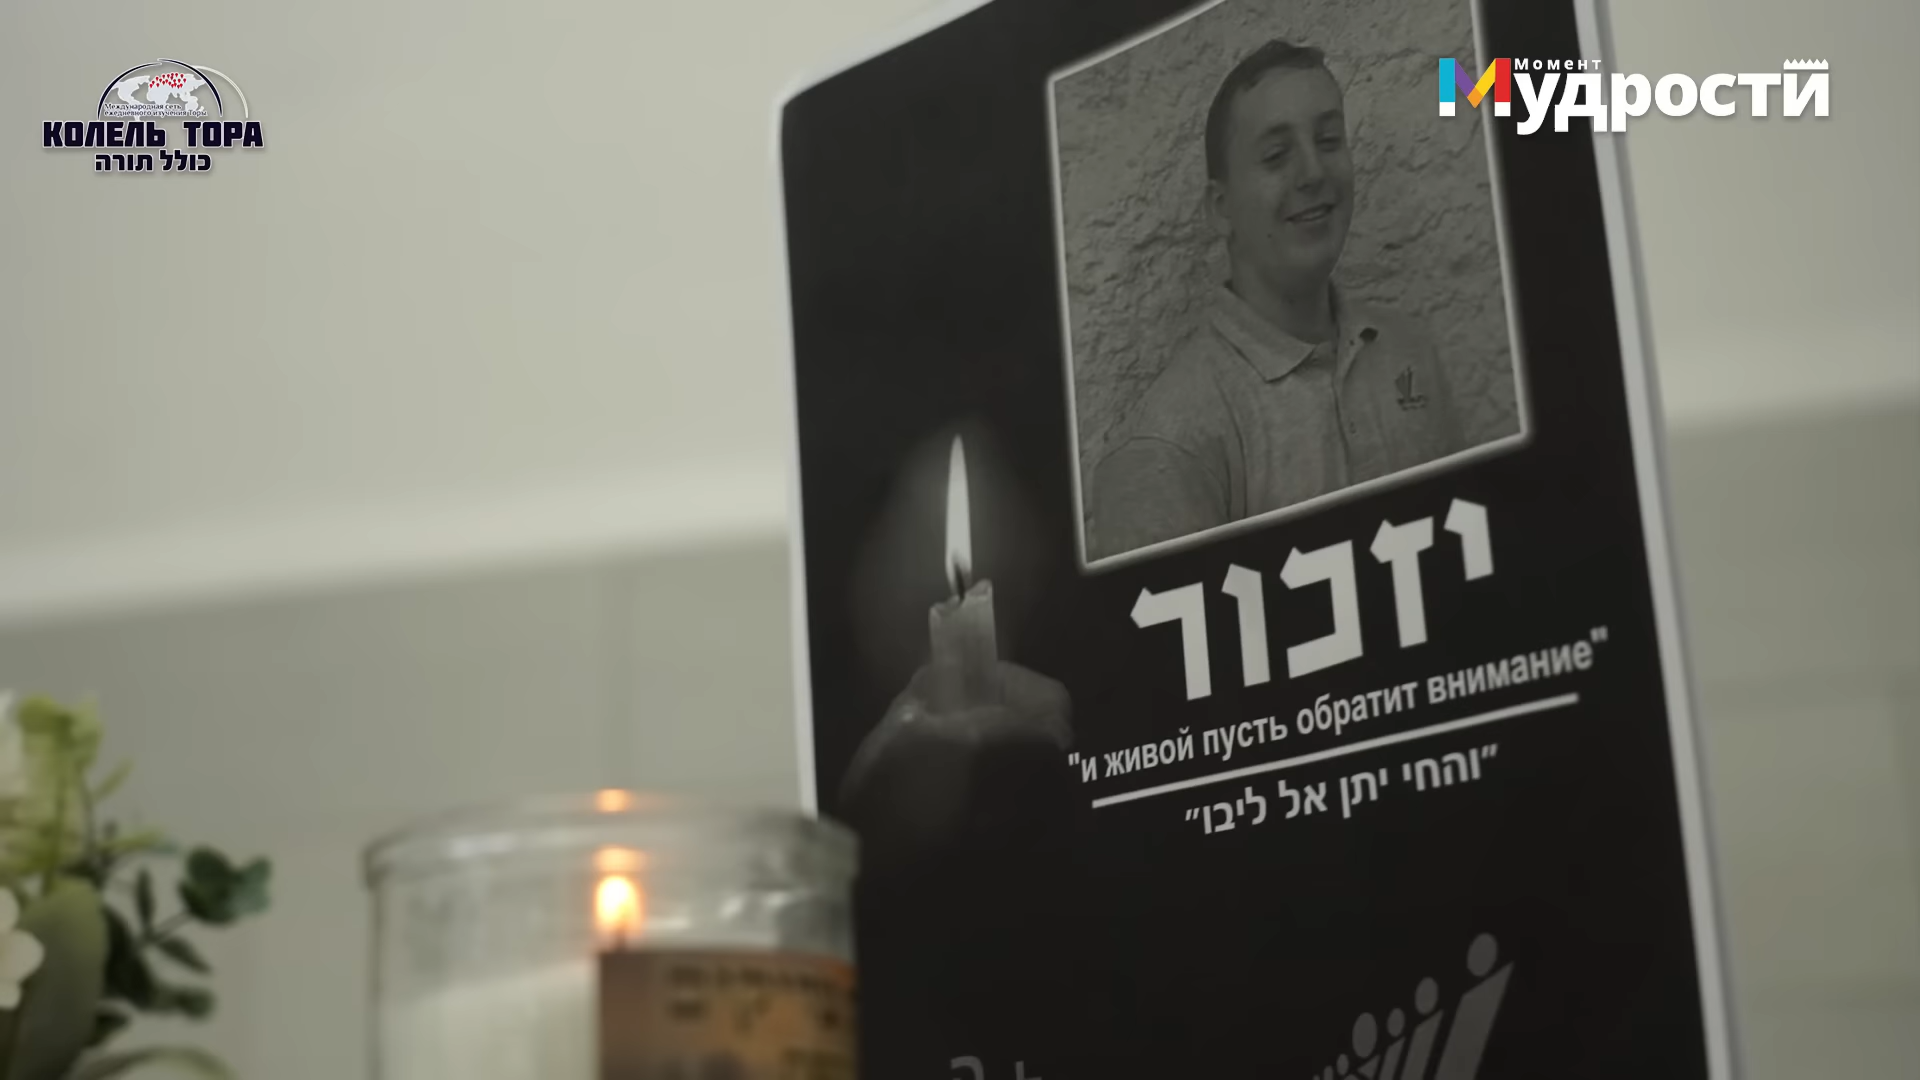 Международная сеть
ежедневного изучения Торы
КОЛЕЛЬ ТОРА
כולל תורה
Момент
Мудрости
יזכור
"и живой пусть обратит внимание"
"והחי יתן אל ליבו"